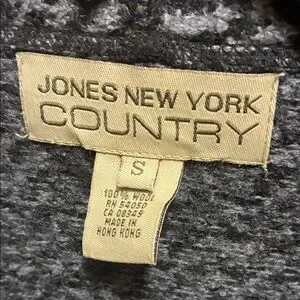 JONES NEW YORK
COUNTRY
S
100% WOOL
RN 54050
CA 08345
MADE IN
HONG KONG